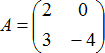 A = ( 2 0
3 −4 )